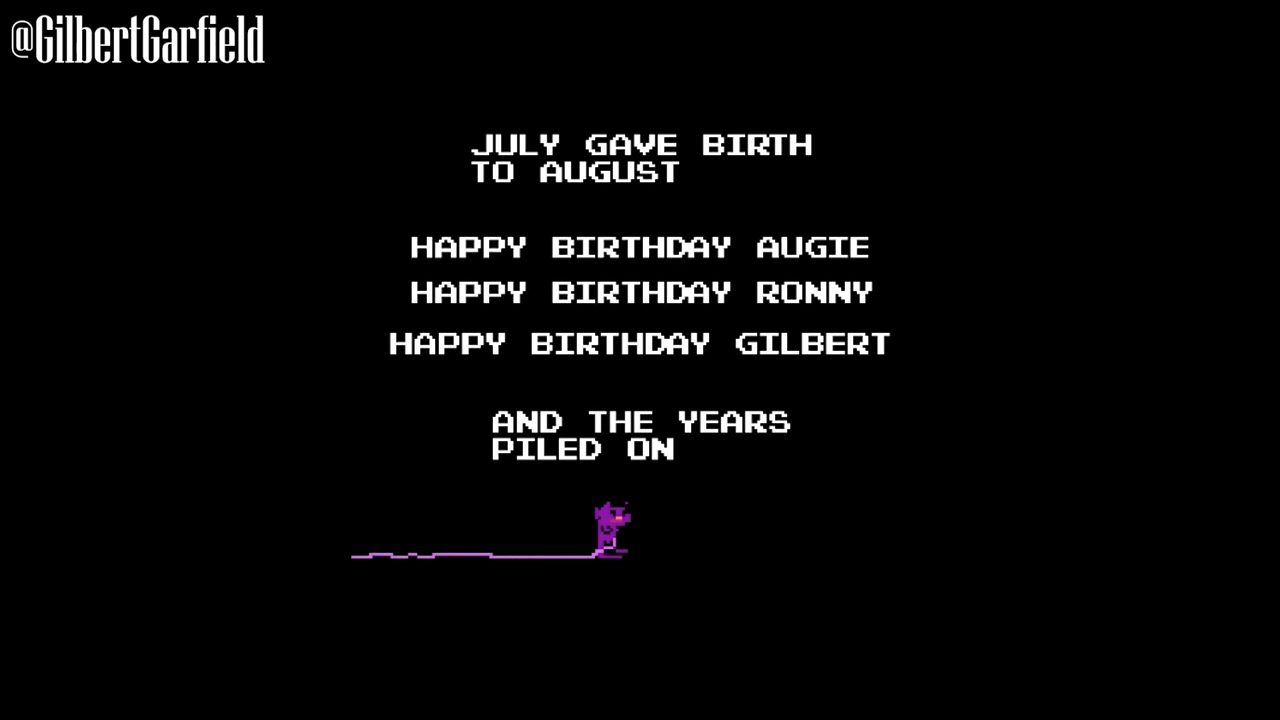 @GilbertGarfield
JULY GAVE BIRTH
TO AUGUST
HAPPY BIRTHDAY AUGIE
HAPPY BIRTHDAY RONNY
HAPPY BIRTHDAY GILBERT
AND THE YEARS
PILED ON